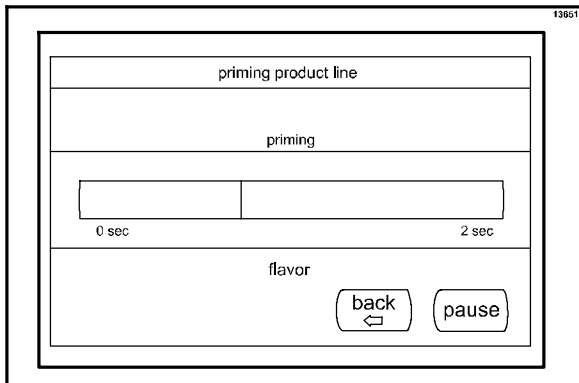 13651
priming product line
priming
0 sec 2 sec
flavor
back pause